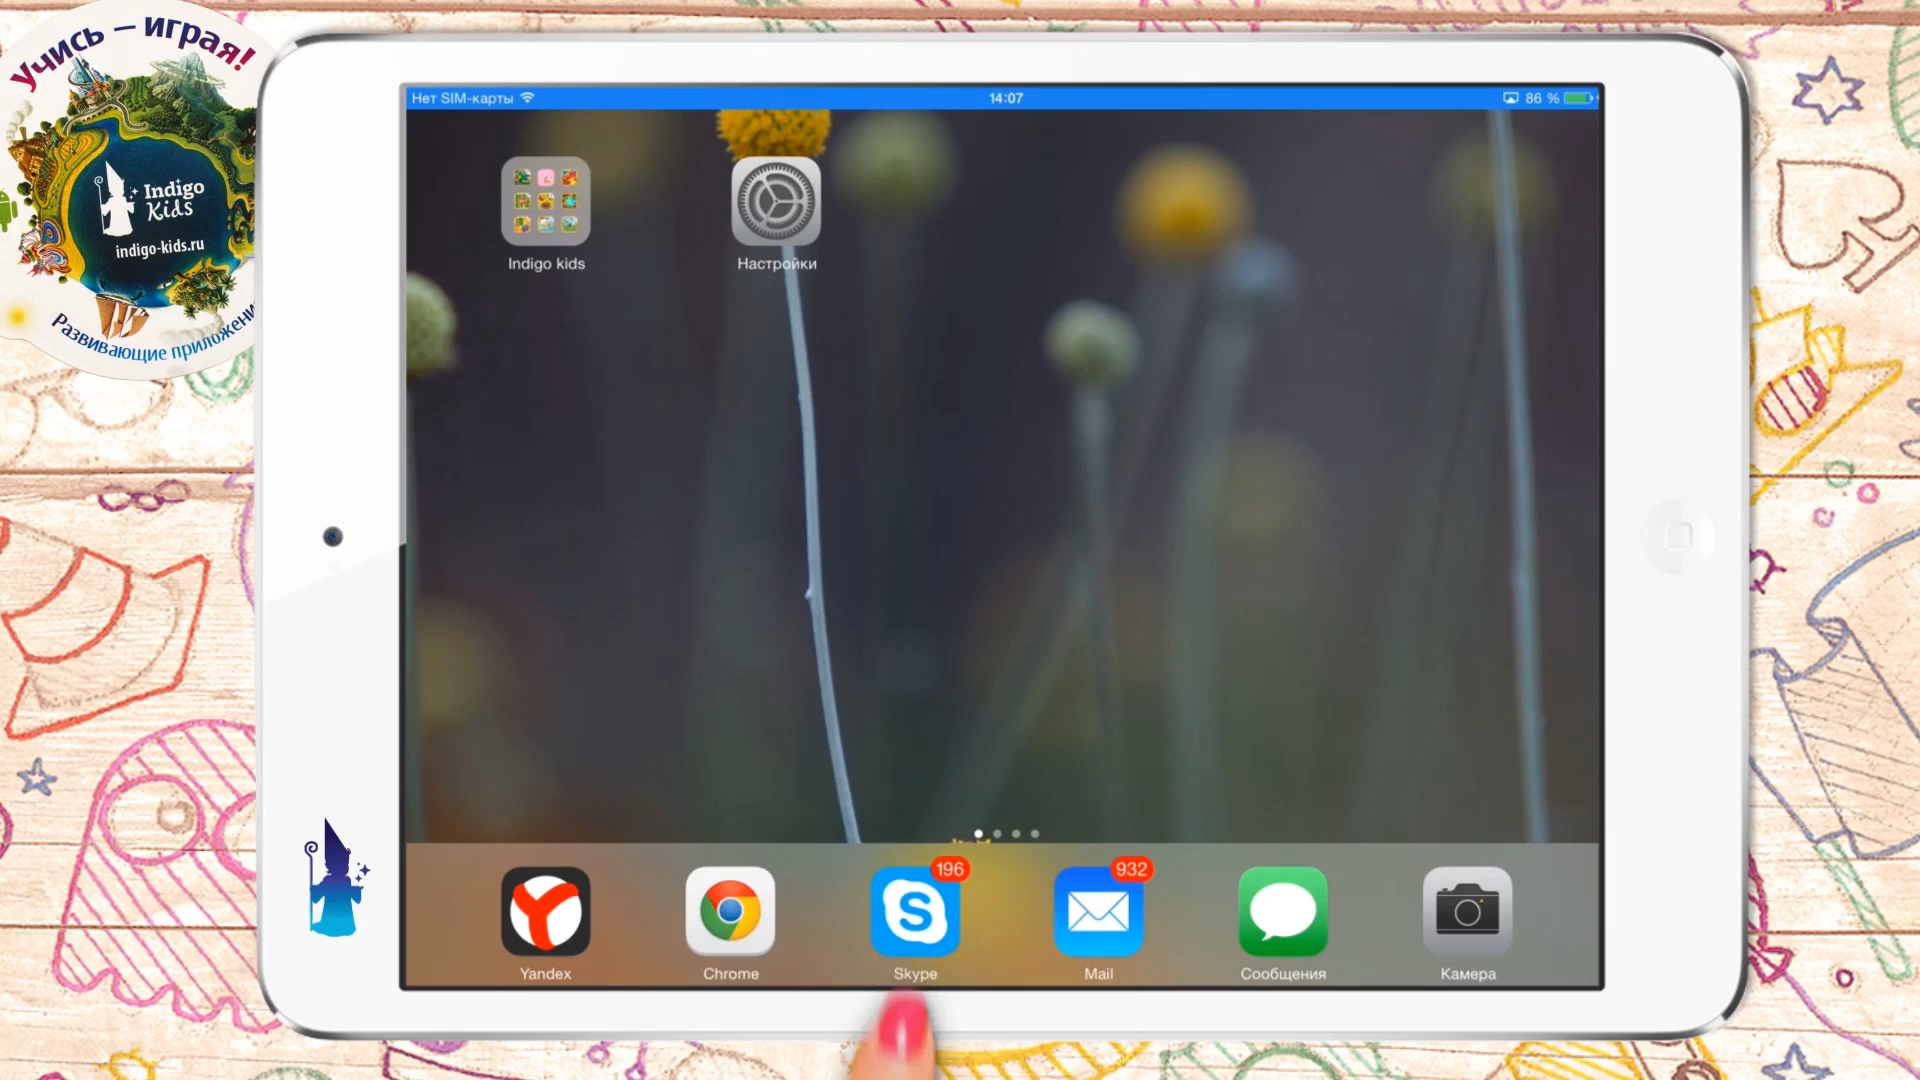 Учись – играя!
Indigo
Kids
indigo-kids.ru
Развивающие приложени
Нет SIM-карты
14:07
86 %
Indigo kids
Настройки
196
932
Yandex
Chrome
Skype
Mail
Сообщения
Камера